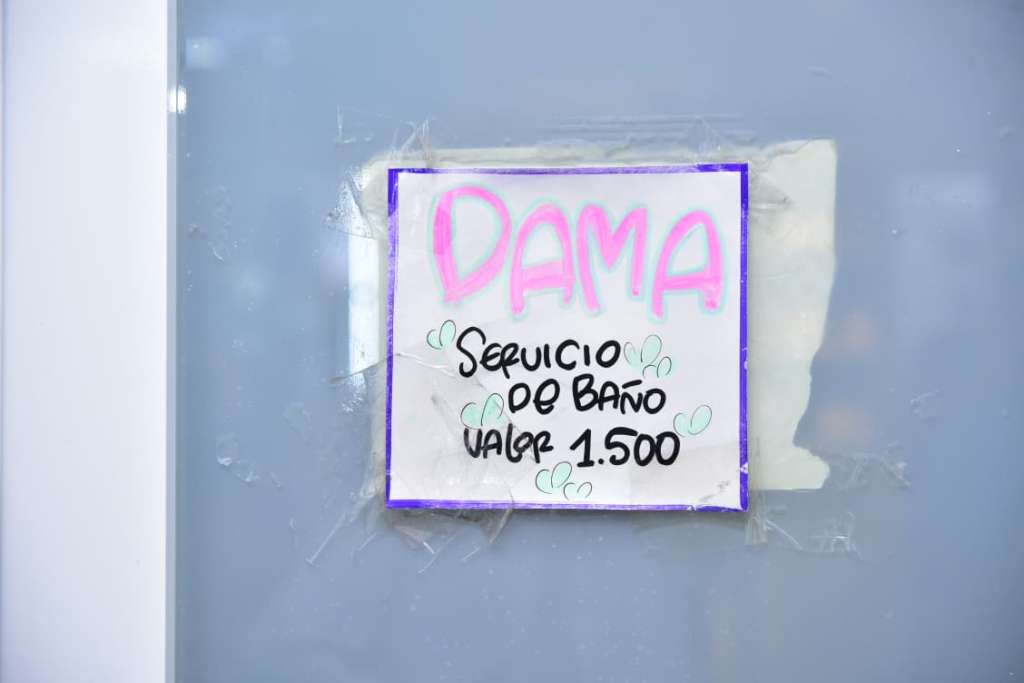 DAMA
SERVICIO
DE BAÑO
VALOR 1.500